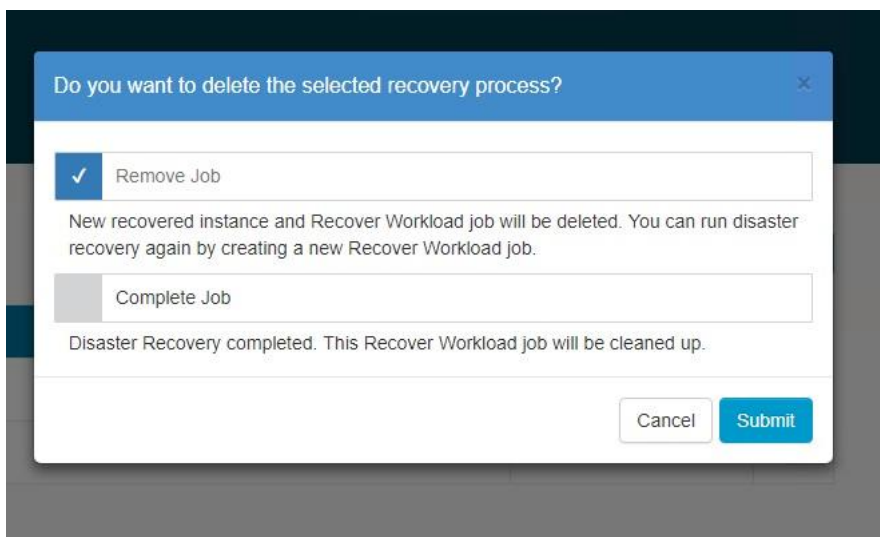 Do you want to delete the selected recovery process?
×
✓ Remove Job
New recovered instance and Recover Workload job will be deleted. You can run disaster
recovery again by creating a new Recover Workload job.
Complete Job
Disaster Recovery completed. This Recover Workload job will be cleaned up.
Cancel Submit